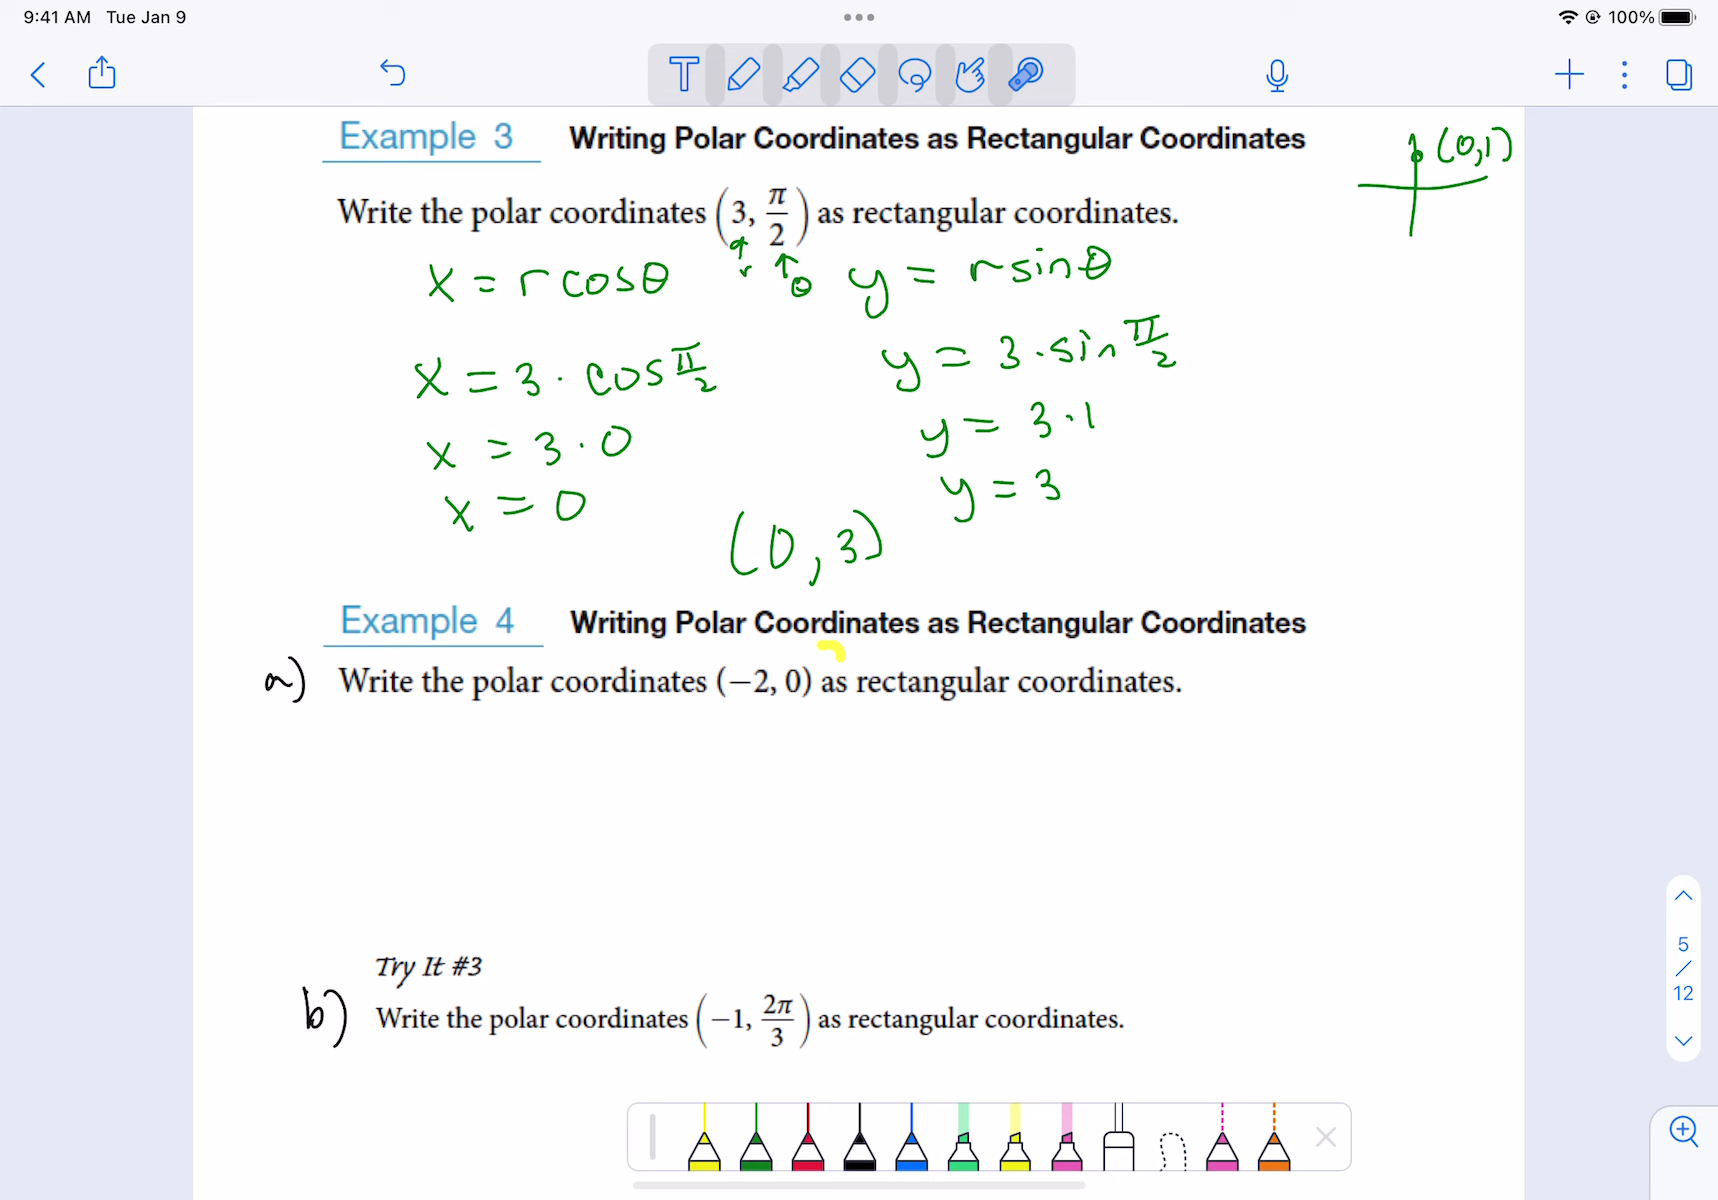 9:41 AM Tue Jan 9
100%
Example 3 Writing Polar Coordinates as Rectangular Coordinates
(0,1)
Write the polar coordinates (3, π/2) as rectangular coordinates.
r
θ
x = r cosθ
y = r sinθ
x = 3 · cos π/2
y = 3 · sin π/2
x = 3 · 0
y = 3 · 1
x = 0
y = 3
(0, 3)
Example 4 Writing Polar Coordinates as Rectangular Coordinates
a) Write the polar coordinates (−2, 0) as rectangular coordinates.
Try It #3
b) Write the polar coordinates (−1, 2π/3) as rectangular coordinates.
5
/
12